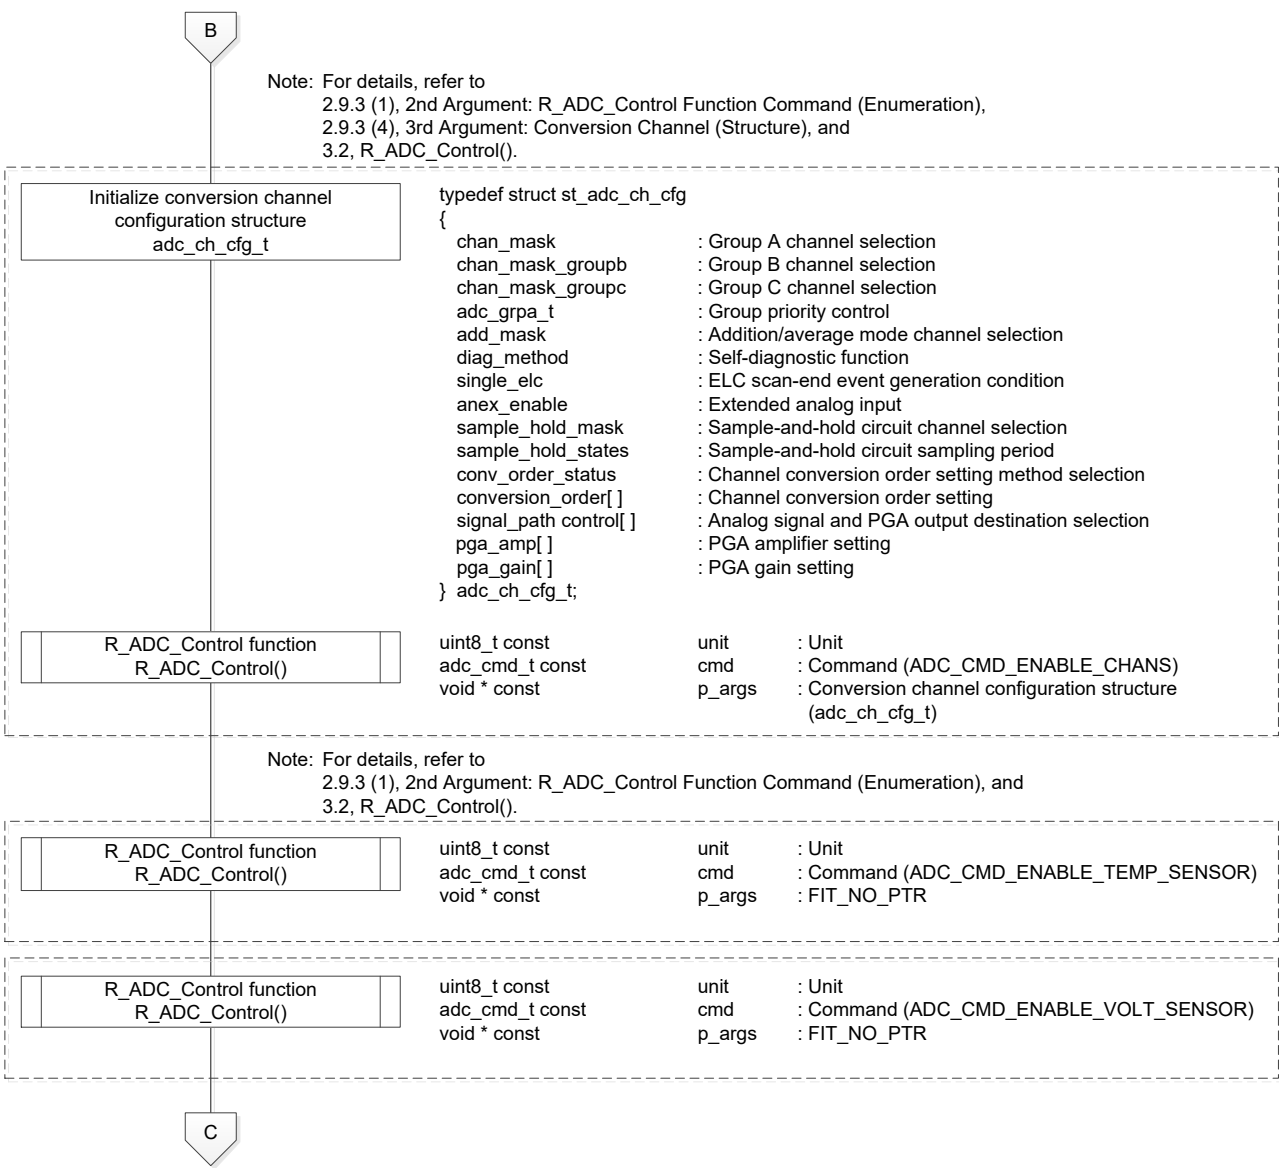 B
Note: For details, refer to
2.9.3 (1), 2nd Argument: R_ADC_Control Function Command (Enumeration),
2.9.3 (4), 3rd Argument: Conversion Channel (Structure), and
3.2, R_ADC_Control().
Initialize conversion channel
configuration structure
adc_ch_cfg_t
typedef struct st_adc_ch_cfg
{
chan_mask : Group A channel selection
chan_mask_groupb : Group B channel selection
chan_mask_groupc : Group C channel selection
adc_grpa_t : Group priority control
add_mask : Addition/average mode channel selection
diag_method : Self-diagnostic function
single_elc : ELC scan-end event generation condition
anex_enable : Extended analog input
sample_hold_mask : Sample-and-hold circuit channel selection
sample_hold_states : Sample-and-hold circuit sampling period
conv_order_status : Channel conversion order setting method selection
conversion_order[ ] : Channel conversion order setting
signal_path control[ ] : Analog signal and PGA output destination selection
pga_amp[ ] : PGA amplifier setting
pga_gain[ ] : PGA gain setting
} adc_ch_cfg_t;
R_ADC_Control function
R_ADC_Control()
uint8_t const unit : Unit
adc_cmd_t const cmd : Command (ADC_CMD_ENABLE_CHANS)
void * const p_args : Conversion channel configuration structure
(adc_ch_cfg_t)
Note: For details, refer to
2.9.3 (1), 2nd Argument: R_ADC_Control Function Command (Enumeration), and
3.2, R_ADC_Control().
R_ADC_Control function
R_ADC_Control()
uint8_t const unit : Unit
adc_cmd_t const cmd : Command (ADC_CMD_ENABLE_TEMP_SENSOR)
void * const p_args : FIT_NO_PTR
R_ADC_Control function
R_ADC_Control()
uint8_t const unit : Unit
adc_cmd_t const cmd : Command (ADC_CMD_ENABLE_VOLT_SENSOR)
void * const p_args : FIT_NO_PTR
C